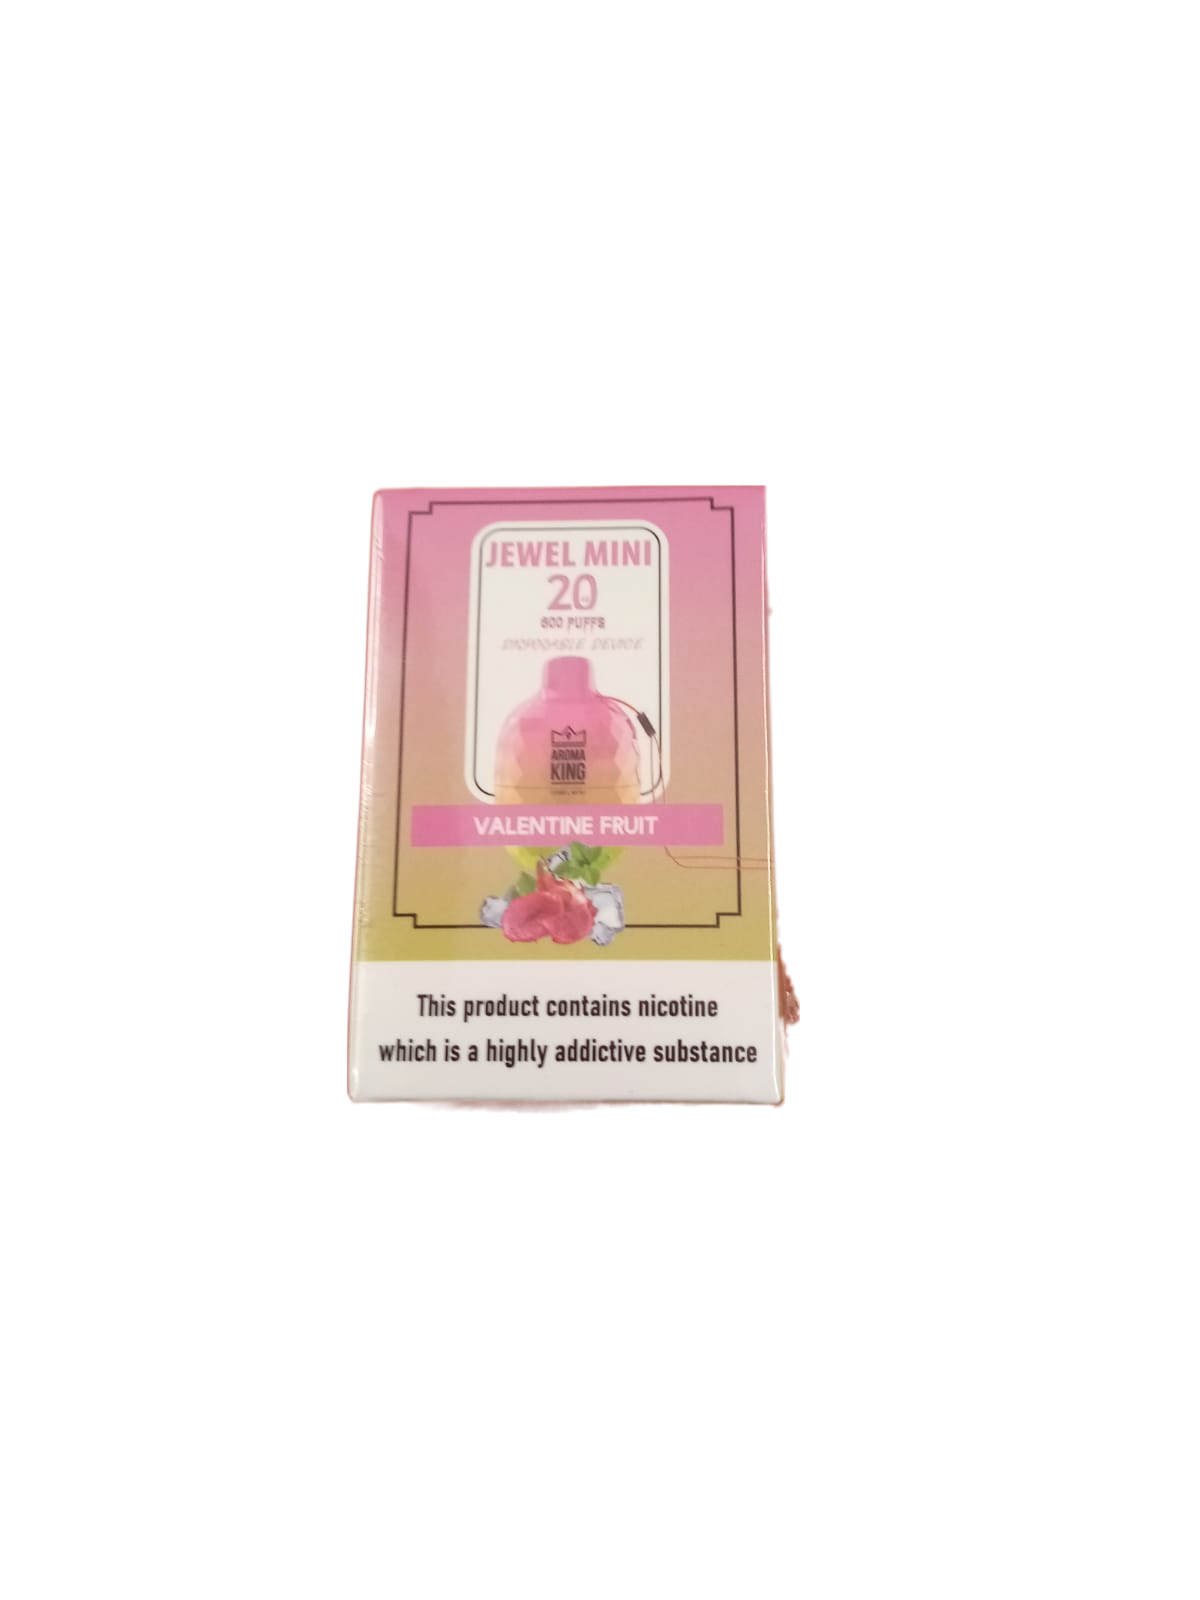 JEWEL MINI
20
600 PUFFS
DISPOSABLE DEVICE
AROMA
KING
VALENTINE FRUIT
This product contains nicotine
which is a highly addictive substance